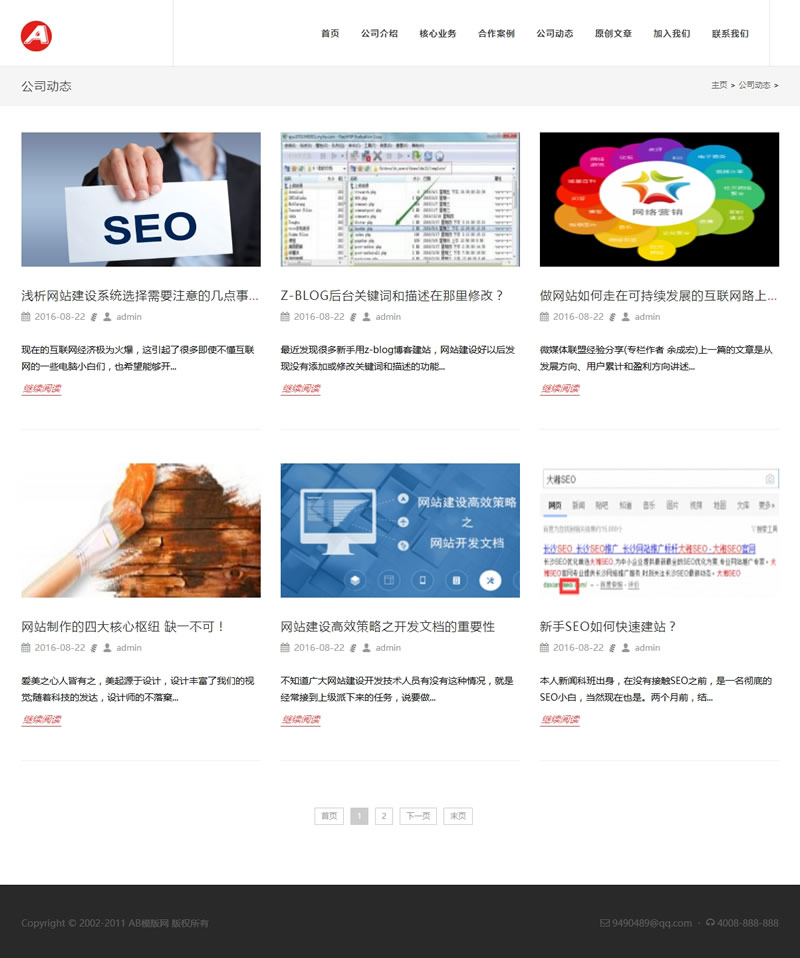 A
首页 公司介绍 核心业务 合作案例 公司动态 原创文章 加入我们 联系我们
公司动态
主页 > 公司动态 >
SEO
网络营销
浅析网站建设系统选择需要注意的几点事...
2016-08-22 admin
现在的互联网经济极为火爆，这引起了很多即使不懂互联
网的一些电脑小白们，也希望能够开...
继续阅读
Z-BLOG后台关键词和描述在那里修改？
2016-08-22 admin
最近发现很多新手用z-blog博客建站，网站建设好以后发
现没有添加或修改关键词和描述的功能...
继续阅读
做网站如何走在可持续发展的互联网路上...
2016-08-22 admin
微媒体联盟经验分享(专栏作者 余成宏)上一篇的文章是从
发展方向、用户累计和盈利方向讲述...
继续阅读
网站建设高效策略
之
网站开发文档
大湘SEO
网页 新闻 贴吧 知道 音乐 图片 视频 地图 文库 更多»
网站制作的四大核心枢纽 缺一不可！
2016-08-22 admin
爱美之心人皆有之，美起源于设计，设计丰富了我们的视
觉;随着科技的发达，设计师的不落窠...
继续阅读
网站建设高效策略之开发文档的重要性
2016-08-22 admin
不知道广大网站建设开发技术人员有没有这种情况，就是
经常接到上级派下来的任务，说要做...
继续阅读
新手SEO如何快速建站？
2016-08-22 admin
本人新闻科班出身，在没有接触SEO之前，是一名彻底的
SEO小白，当然现在也是。两个月前，结...
继续阅读
首页 1 2 下一页 末页
Copyright © 2002-2011 AB模版网 版权所有
9490489@qq.com · 4008-888-888